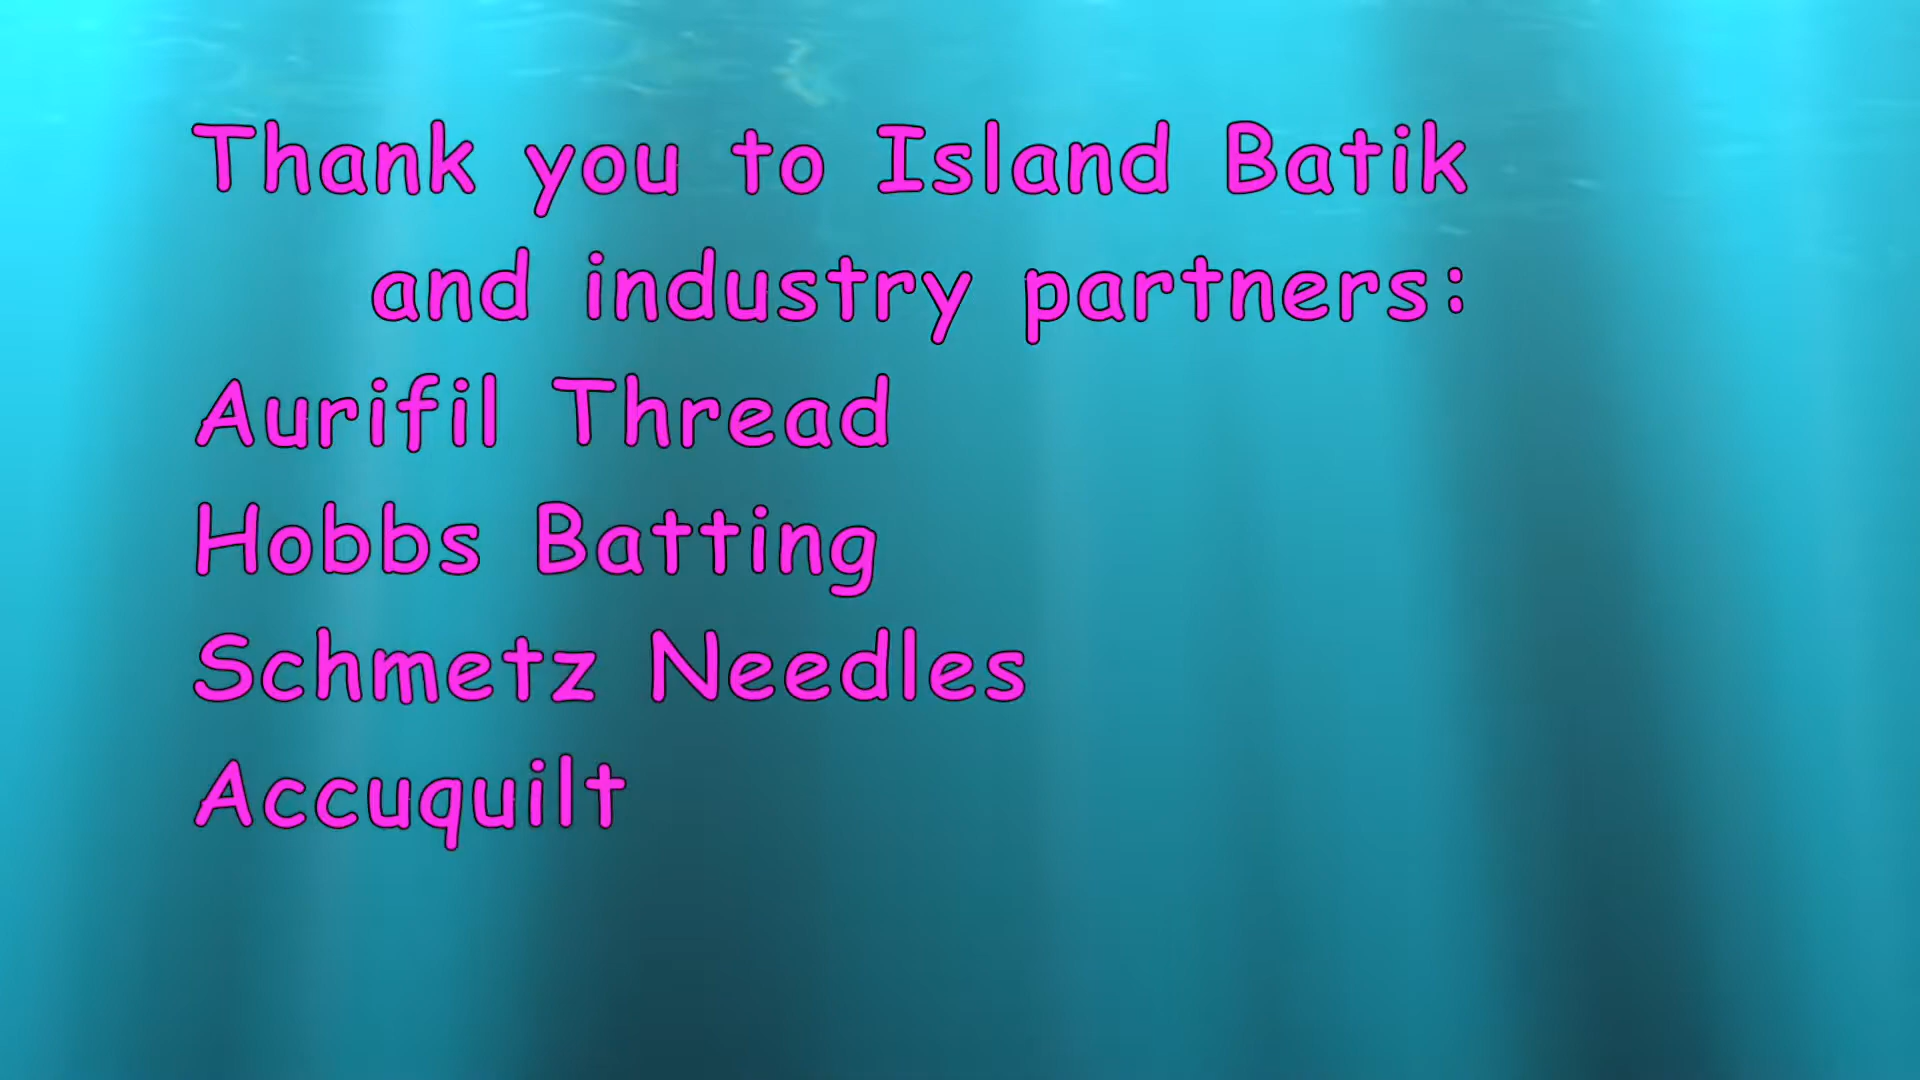 Thank you to Island Batik
and industry partners:
Aurifil Thread
Hobbs Batting
Schmetz Needles
Accuquilt